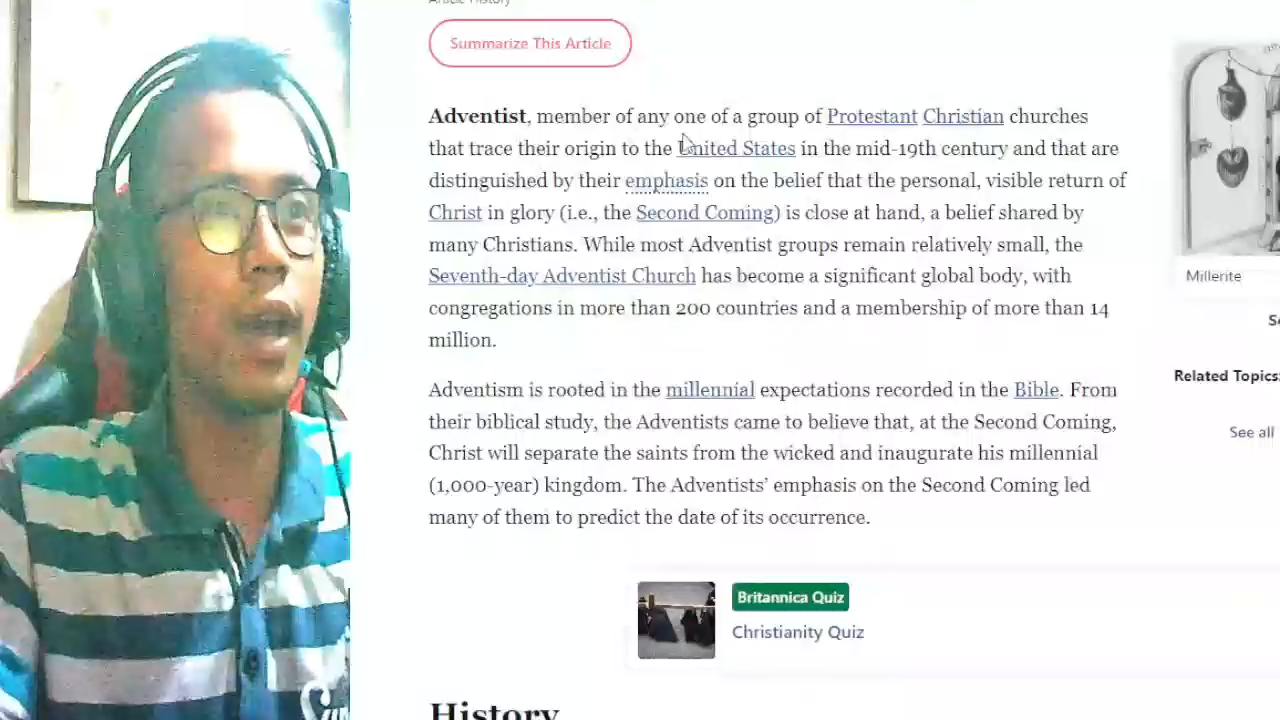 Summarize This Article
Adventist, member of any one of a group of Protestant Christian churches
that trace their origin to the United States in the mid-19th century and that are
distinguished by their emphasis on the belief that the personal, visible return of
Christ in glory (i.e., the Second Coming) is close at hand, a belief shared by
many Christians. While most Adventist groups remain relatively small, the
Seventh-day Adventist Church has become a significant global body, with
congregations in more than 200 countries and a membership of more than 14
million.
Adventism is rooted in the millennial expectations recorded in the Bible. From
their biblical study, the Adventists came to believe that, at the Second Coming,
Christ will separate the saints from the wicked and inaugurate his millennial
(1,000-year) kingdom. The Adventists' emphasis on the Second Coming led
many of them to predict the date of its occurrence.
Britannica Quiz
Christianity Quiz
History
Millerite
Related Topics:
See all